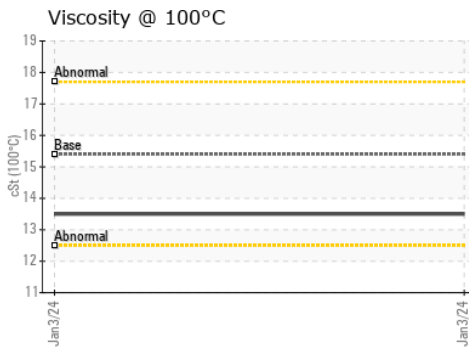 Viscosity @ 100°C
cSt (100°C)
19
18
17
16
15
14
13
12
11
Abnormal
Base
Abnormal
Jan3/24
Jan3/24